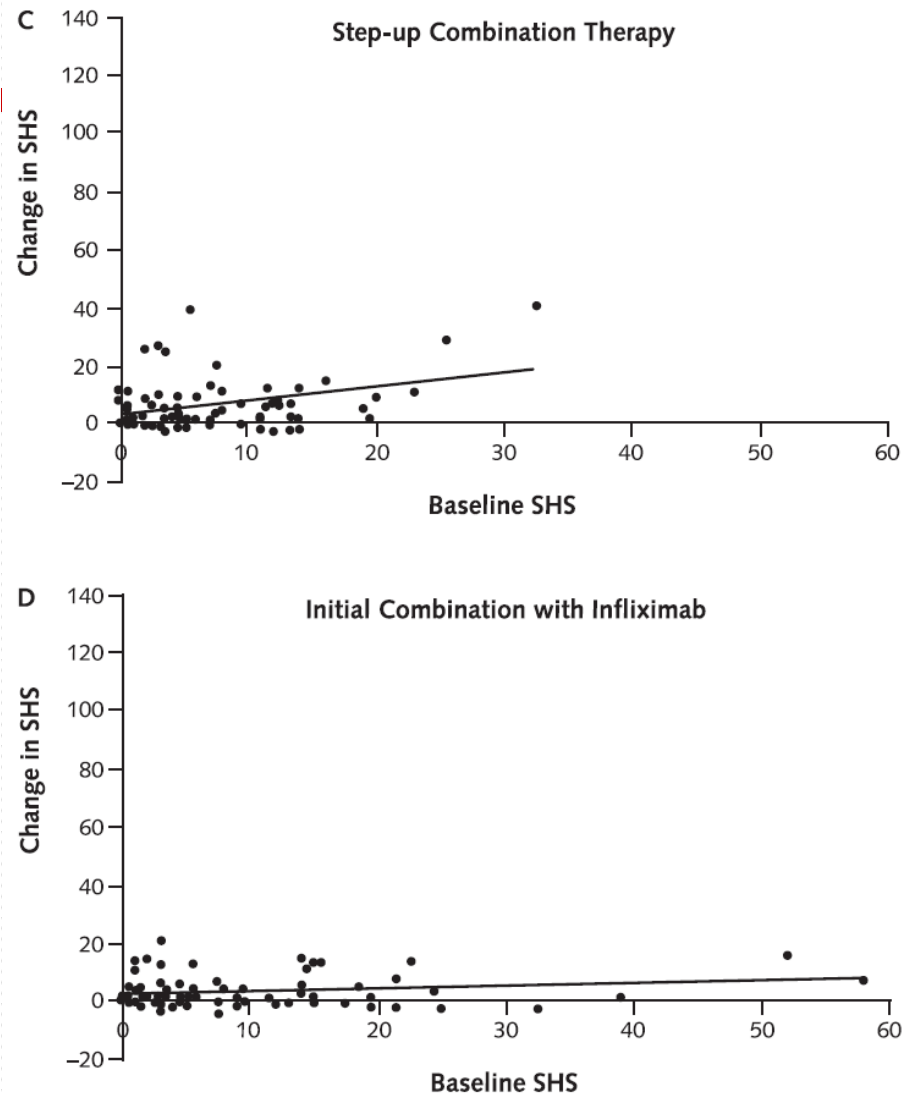 C
Step-up Combination Therapy
Change in SHS
140
120
100
80
60
40
20
0
–20
0 10 20 30 40 50 60
Baseline SHS
D
Initial Combination with Infliximab
Change in SHS
140
120
100
80
60
40
20
0
–20
0 10 20 30 40 50 60
Baseline SHS